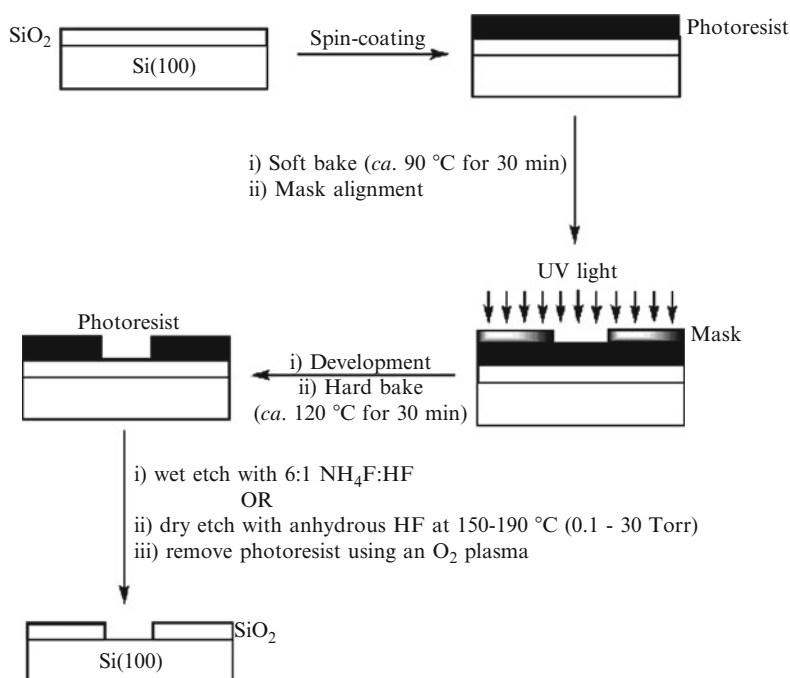 SiO₂
Si(100)
Spin-coating
Photoresist
i) Soft bake (ca. 90 °C for 30 min)
ii) Mask alignment
UV light
Mask
Photoresist
i) Development
ii) Hard bake
(ca. 120 °C for 30 min)
i) wet etch with 6:1 NH₄F:HF
OR
ii) dry etch with anhydrous HF at 150-190 °C (0.1 - 30 Torr)
iii) remove photoresist using an O₂ plasma
SiO₂
Si(100)